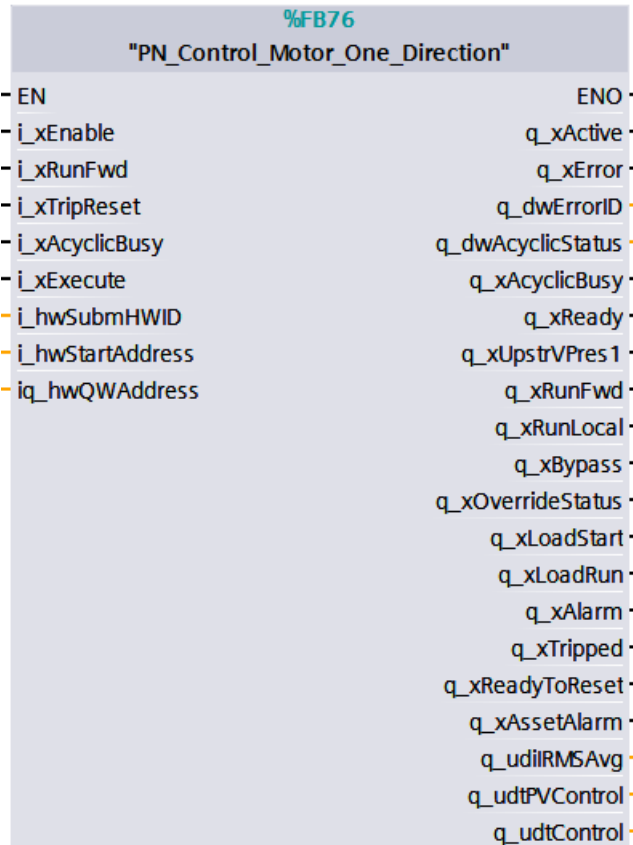 %FB76
"PN_Control_Motor_One_Direction"
EN ENO
i_xEnable q_xActive
i_xRunFwd q_xError
i_xTripReset q_dwErrorID
i_xAcyclicBusy q_dwAcyclicStatus
i_xExecute q_xAcyclicBusy
i_hwSubmHWID q_xReady
i_hwStartAddress q_xUpstrVPres1
iq_hwQWAddress q_xRunFwd
q_xRunLocal
q_xBypass
q_xOverrideStatus
q_xLoadStart
q_xLoadRun
q_xAlarm
q_xTripped
q_xReadyToReset
q_xAssetAlarm
q_udiIRMSAvg
q_udtPVControl
q_udtControl